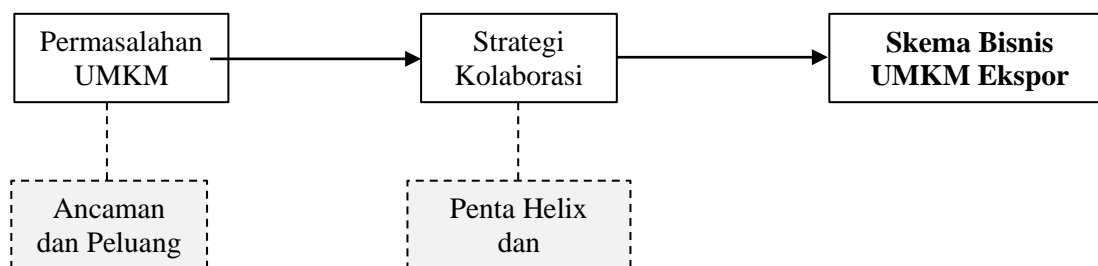 Permasalahan
UMKM
Strategi
Kolaborasi
Skema Bisnis
UMKM Ekspor
Ancaman
dan Peluang
Penta Helix
dan